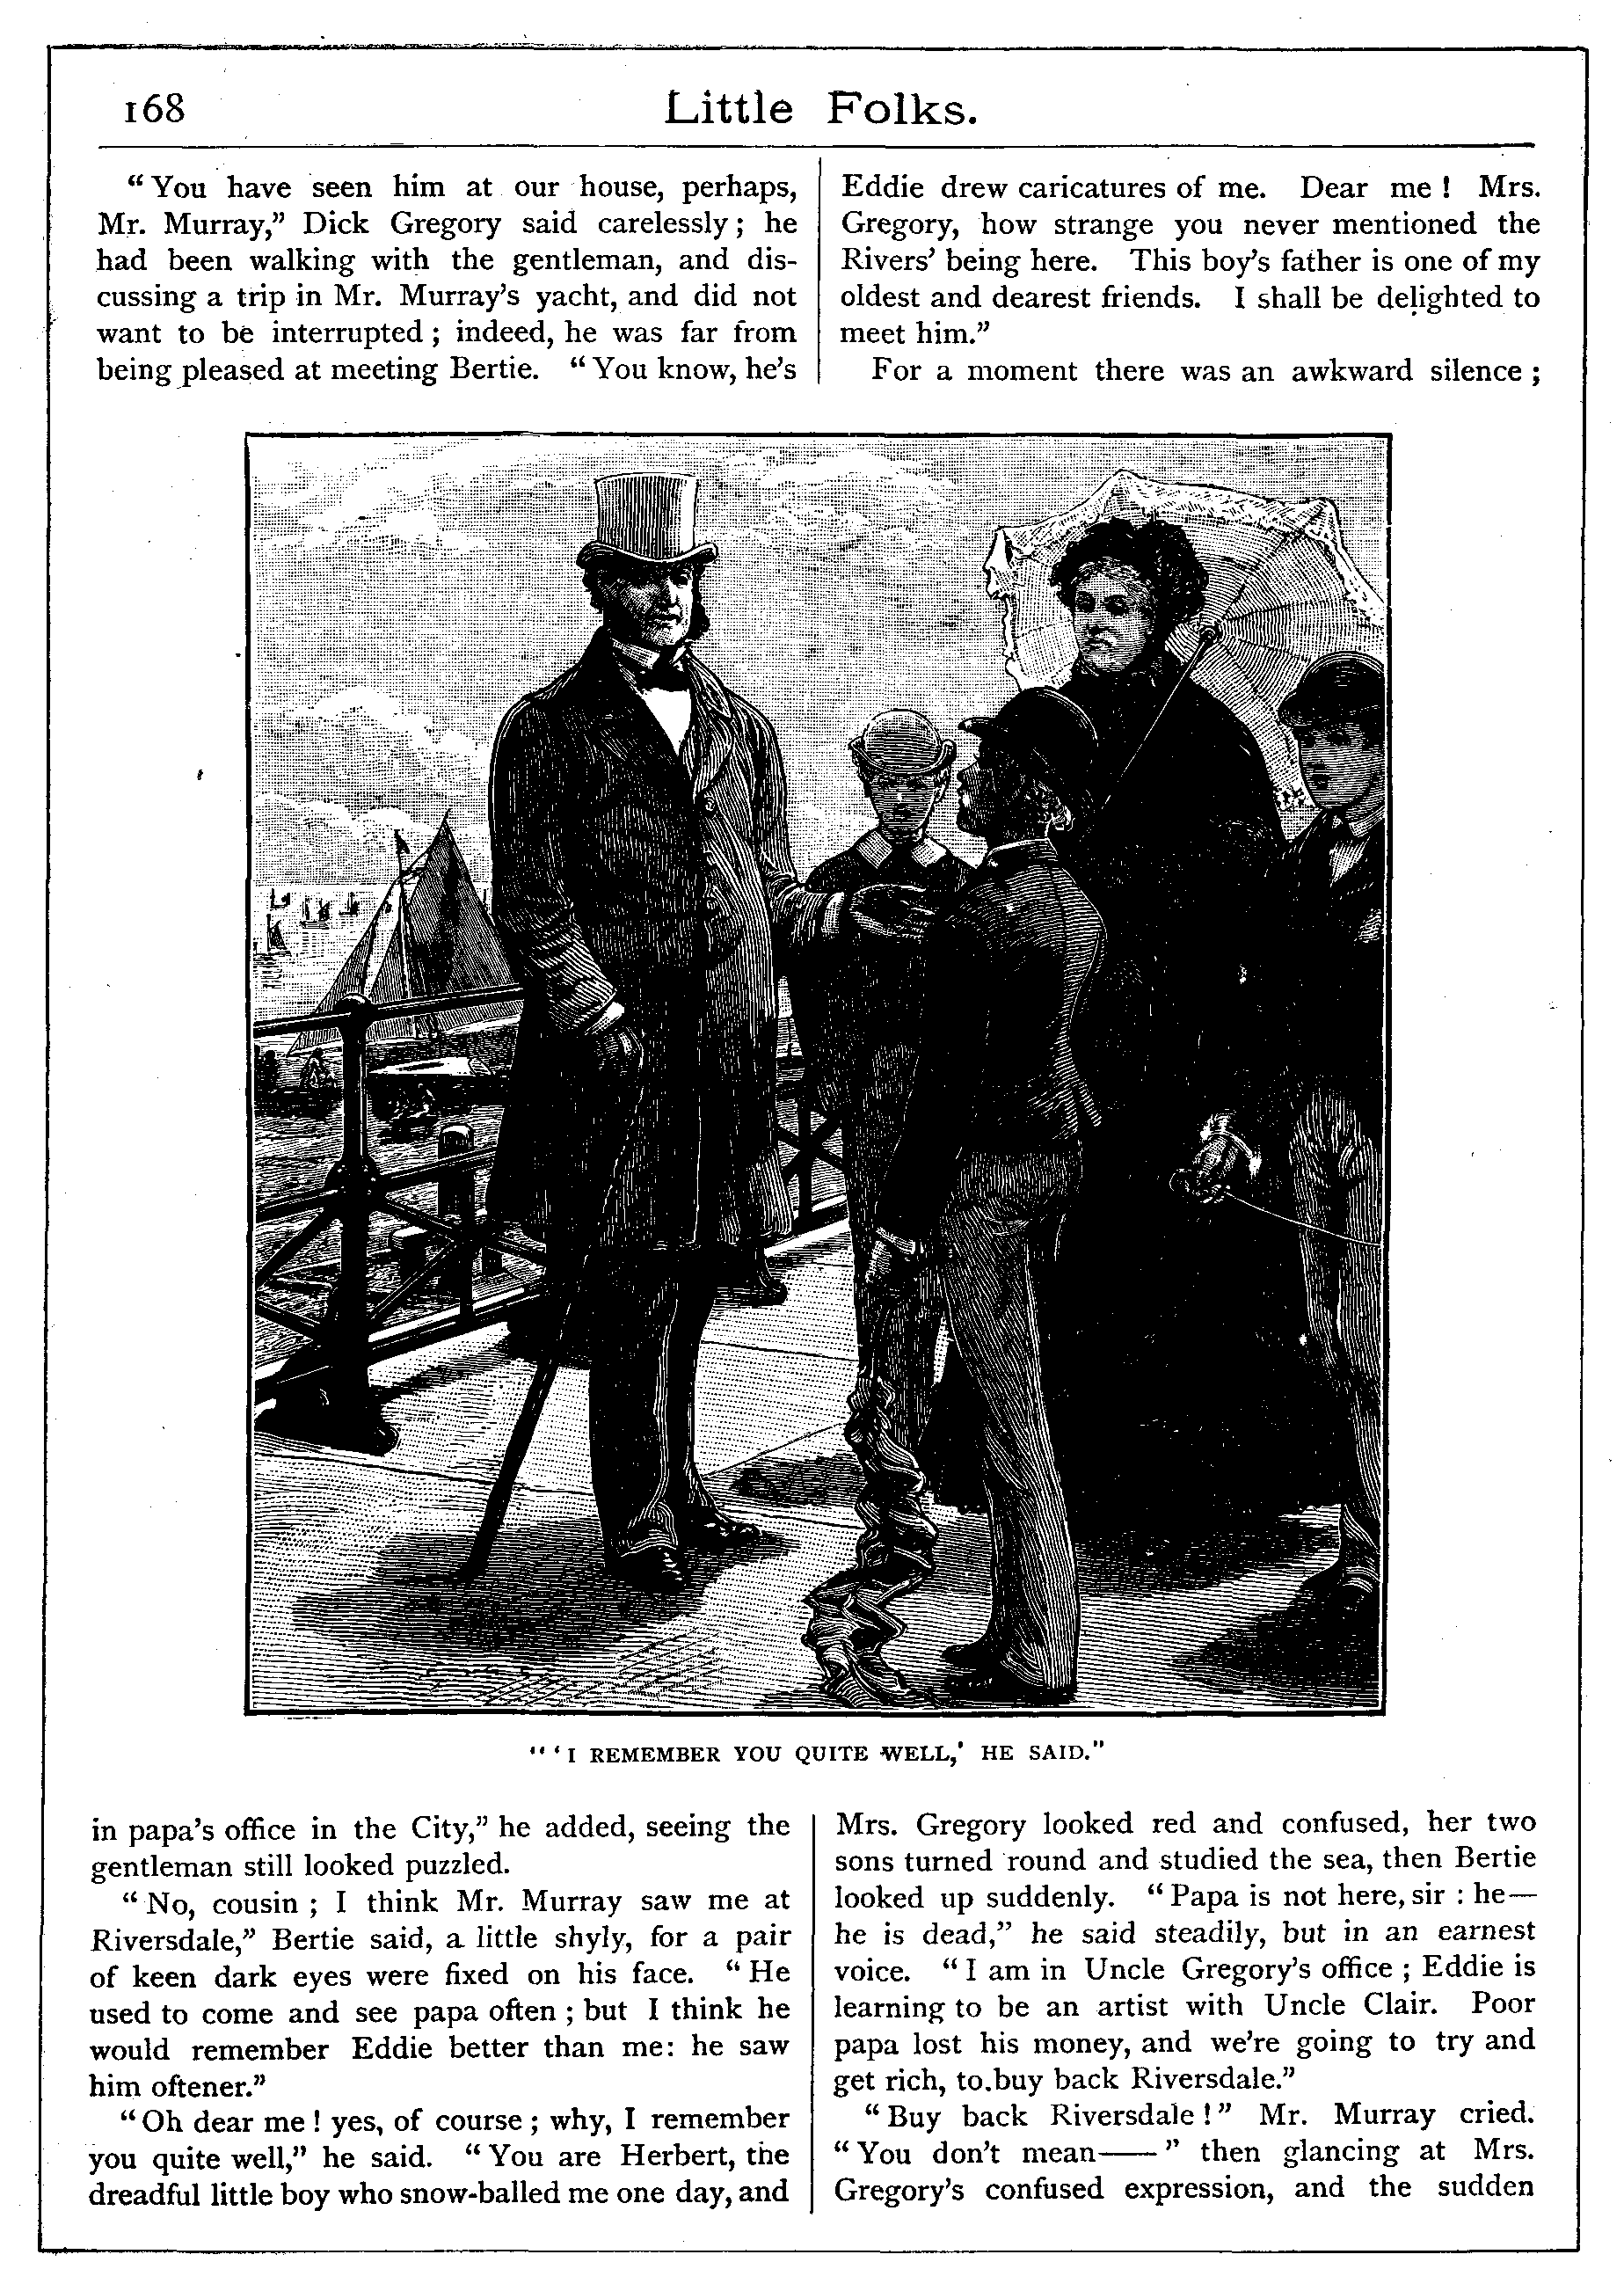 168
Little Folks.
“You have seen him at our house, perhaps,
Mr. Murray,” Dick Gregory said carelessly; he
had been walking with the gentleman, and dis-
cussing a trip in Mr. Murray’s yacht, and did not
want to be interrupted; indeed, he was far from
being pleased at meeting Bertie. “You know, he’s
in papa’s office in the City,” he added, seeing the
gentleman still looked puzzled.
“No, cousin; I think Mr. Murray saw me at
Riversdale,” Bertie said, a little shyly, for a pair
of keen dark eyes were fixed on his face. “He
used to come and see papa often; but I think he
would remember Eddie better than me: he saw
him oftener.”
“Oh dear me! yes, of course; why, I remember
you quite well,” he said. “You are Herbert, the
dreadful little boy who snow-balled me one day, and
Eddie drew caricatures of me. Dear me! Mrs.
Gregory, how strange you never mentioned the
Rivers’ being here. This boy’s father is one of my
oldest and dearest friends. I shall be delighted to
meet him.”
For a moment there was an awkward silence;
Mrs. Gregory looked red and confused, her two
sons turned round and studied the sea, then Bertie
looked up suddenly. “Papa is not here, sir: he—
he is dead,” he said steadily, but in an earnest
voice. “I am in Uncle Gregory’s office; Eddie is
learning to be an artist with Uncle Clair. Poor
papa lost his money, and we’re going to try and
get rich, to buy back Riversdale.”
“Buy back Riversdale!” Mr. Murray cried.
“You don’t mean——” then glancing at Mrs.
Gregory’s confused expression, and the sudden
“‘I REMEMBER YOU QUITE WELL,’ HE SAID.”